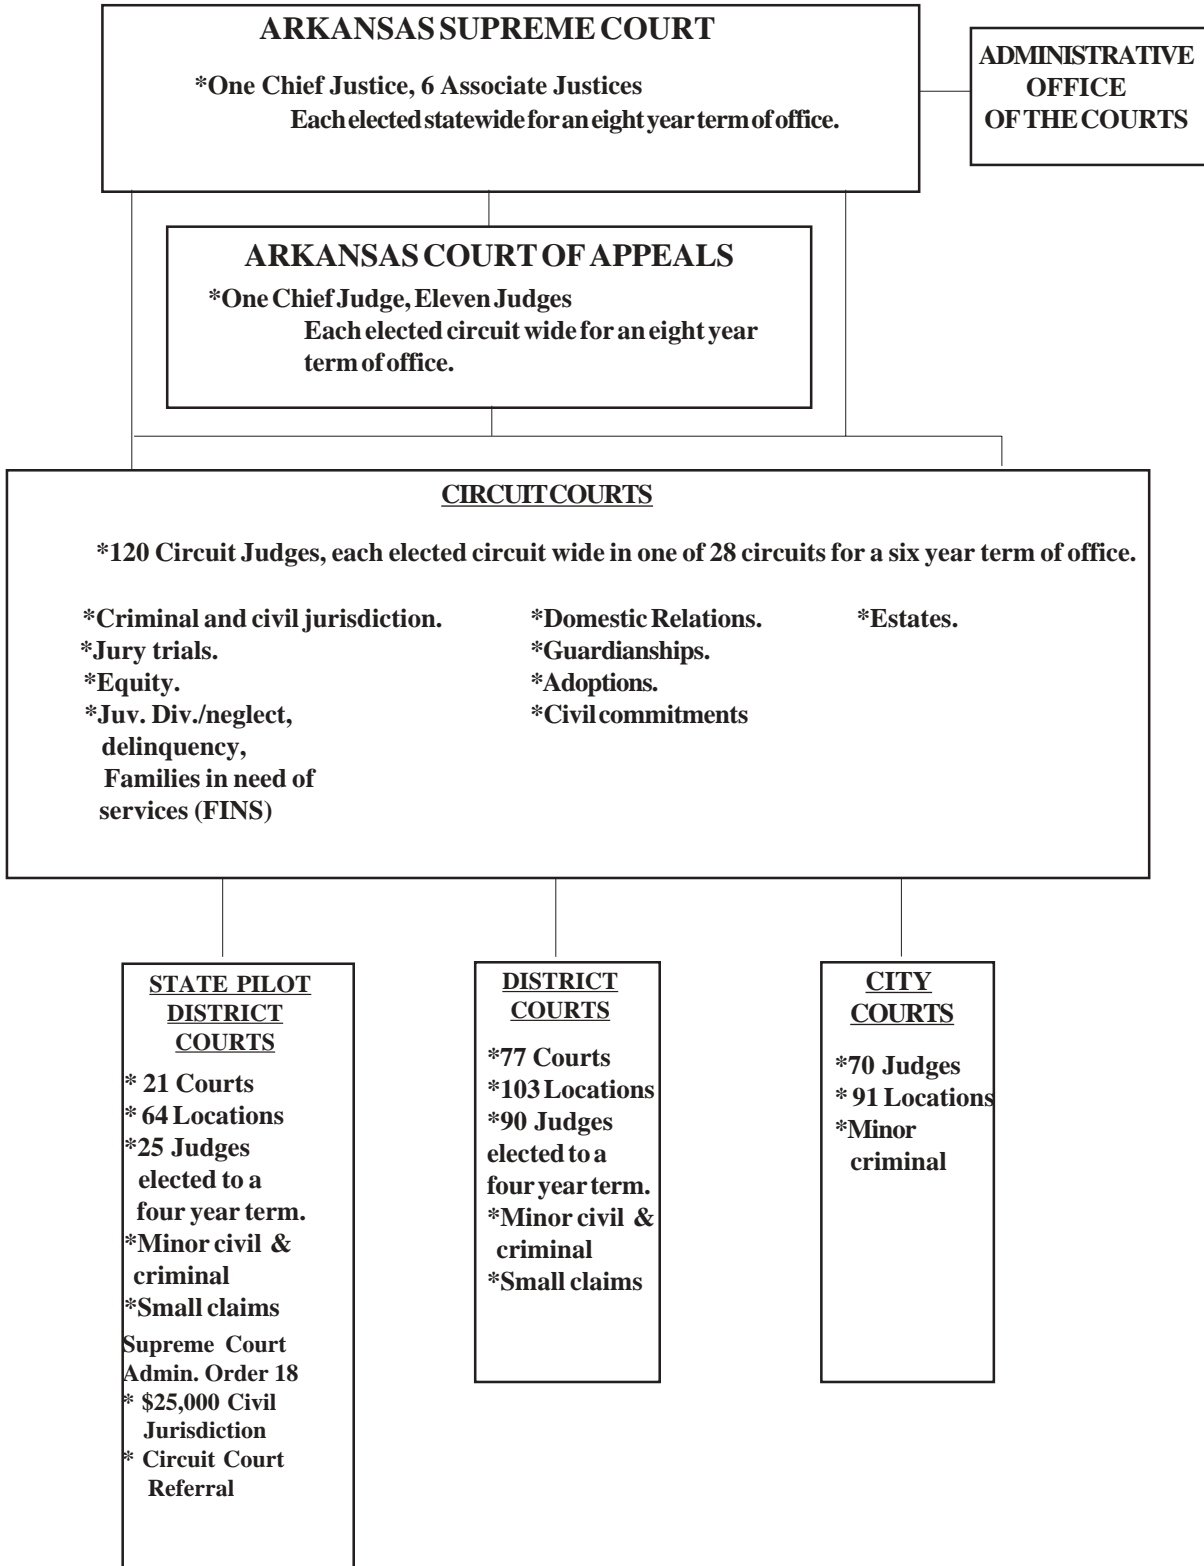 ARKANSAS SUPREME COURT
*One Chief Justice, 6 Associate Justices
Each elected statewide for an eight year term of office.
ADMINISTRATIVE
OFFICE
OF THE COURTS
ARKANSAS COURT OF APPEALS
*One Chief Judge, Eleven Judges
Each elected circuit wide for an eight year
term of office.
CIRCUIT COURTS
*120 Circuit Judges, each elected circuit wide in one of 28 circuits for a six year term of office.
*Criminal and civil jurisdiction.
*Jury trials.
*Equity.
*Juv. Div./neglect,
delinquency,
Families in need of
services (FINS)
*Domestic Relations.
*Guardianships.
*Adoptions.
*Civil commitments
*Estates.
STATE PILOT
DISTRICT
COURTS
* 21 Courts
* 64 Locations
*25 Judges
elected to a
four year term.
*Minor civil &
criminal
*Small claims
Supreme Court
Admin. Order 18
* $25,000 Civil
Jurisdiction
* Circuit Court
Referral
DISTRICT
COURTS
*77 Courts
*103 Locations
*90 Judges
elected to a
four year term.
*Minor civil &
criminal
*Small claims
CITY
COURTS
*70 Judges
* 91 Locations
*Minor
criminal